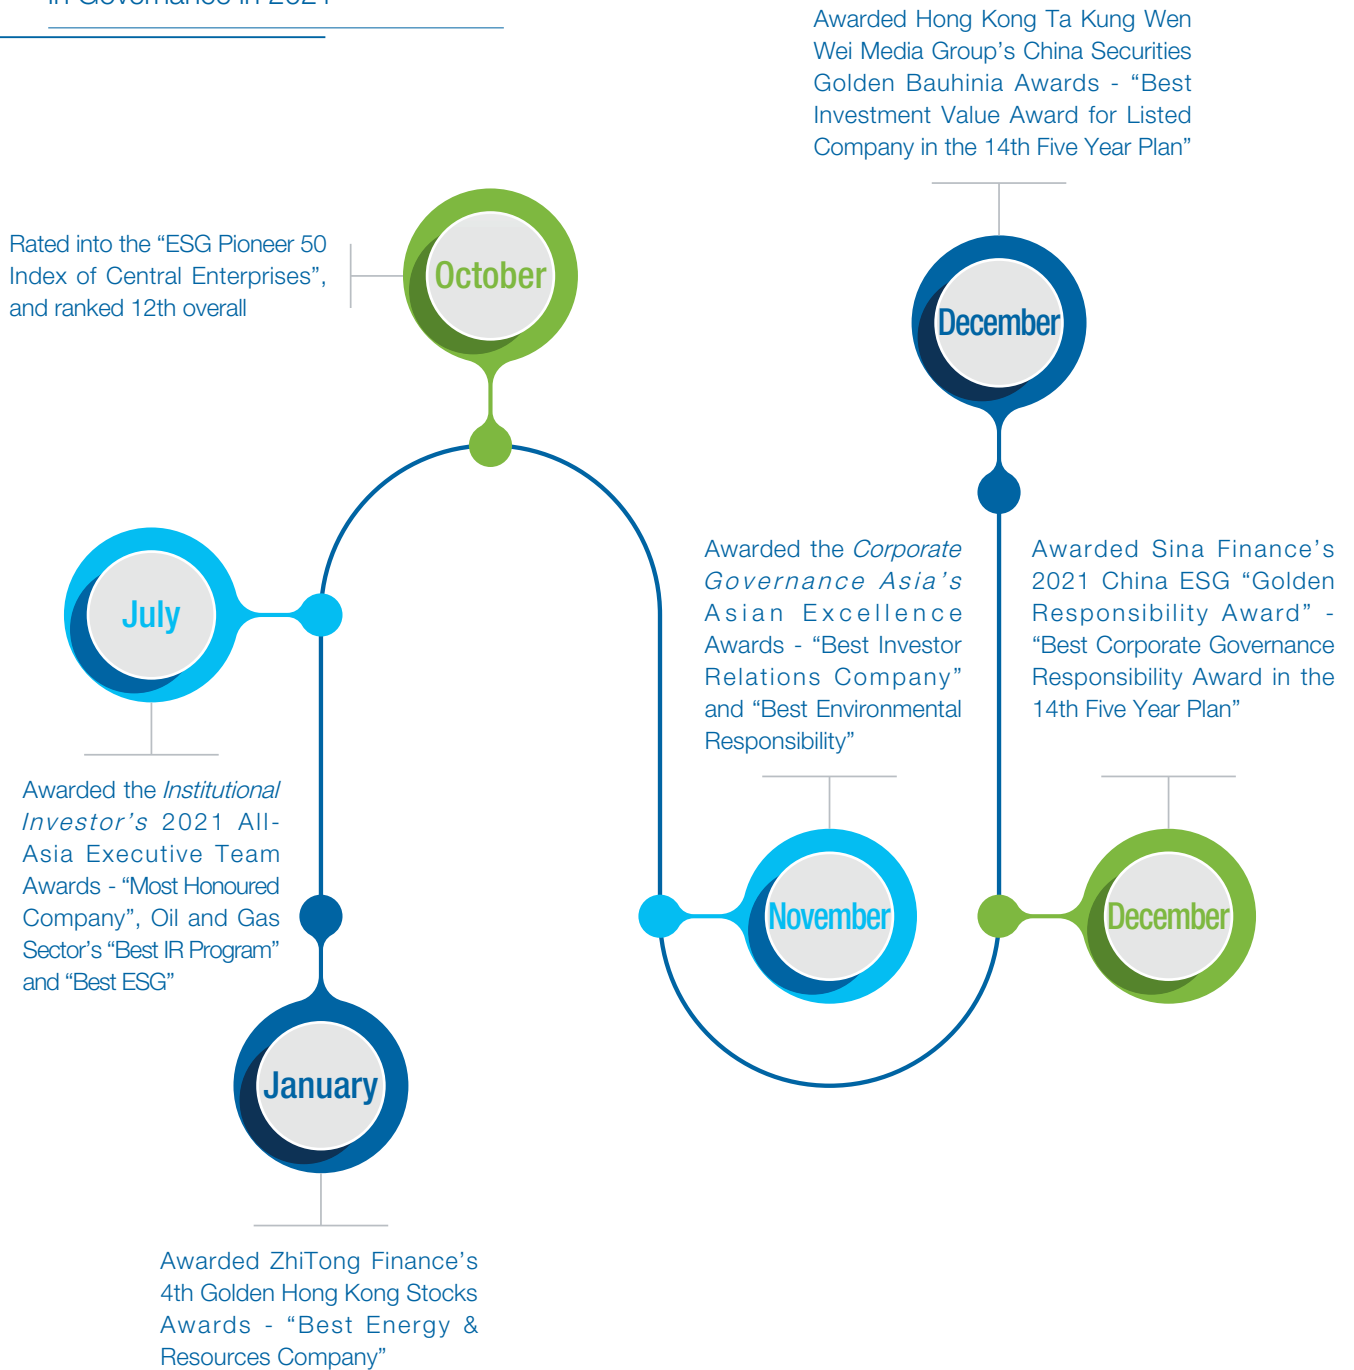 in Governance in 2021
Awarded Hong Kong Ta Kung Wen
Wei Media Group’s China Securities
Golden Bauhinia Awards - “Best
Investment Value Award for Listed
Company in the 14th Five Year Plan”
Rated into the “ESG Pioneer 50
Index of Central Enterprises”,
and ranked 12th overall
October
December
July
Awarded the Institutional
Investor’s 2021 All-
Asia Executive Team
Awards - “Most Honoured
Company”, Oil and Gas
Sector’s “Best IR Program”
and “Best ESG”
Awarded the Corporate
Governance Asia’s
Asian Excellence
Awards - “Best Investor
Relations Company”
and “Best Environmental
Responsibility”
Awarded Sina Finance’s
2021 China ESG “Golden
Responsibility Award” -
“Best Corporate Governance
Responsibility Award in the
14th Five Year Plan”
November
December
January
Awarded ZhiTong Finance’s
4th Golden Hong Kong Stocks
Awards - “Best Energy &
Resources Company”